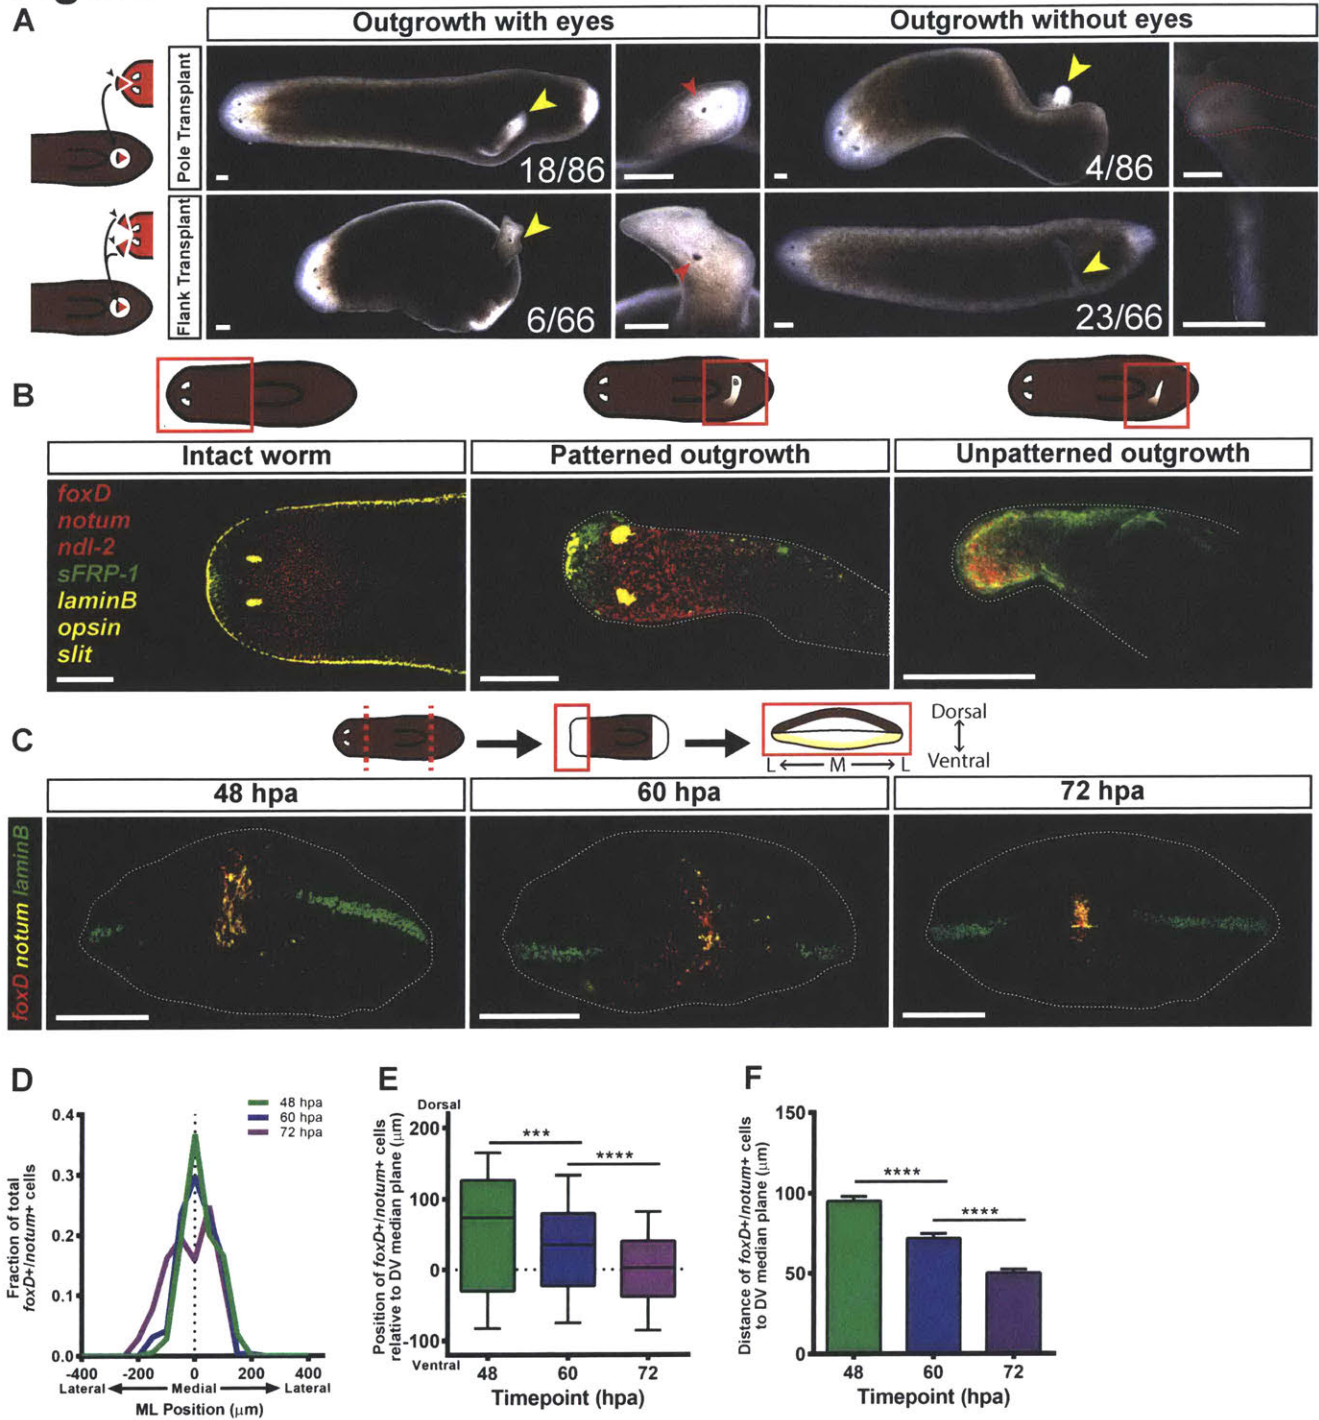 A
Outgrowth with eyes
Outgrowth without eyes
Pole Transplant
18/86
4/86
Flank Transplant
6/66
23/66
B
Intact worm
Patterned outgrowth
Unpatterned outgrowth
foxD
notum
ndl-2
sFRP-1
laminB
opsin
slit
C
Dorsal
Ventral
L M L
48 hpa
60 hpa
72 hpa
foxD notum laminB
D
48 hpa
60 hpa
72 hpa
Fraction of total
foxD+/notum+ cells
0.4
0.3
0.2
0.1
0.0
-400 -200 0 200 400
Lateral Medial Lateral
ML Position (μm)
E
Dorsal
Position of foxD+/notum+ cells
relative to DV median plane (μm)
200
100
0
-100
Ventral
***
****
48 60 72
Timepoint (hpa)
F
Distance of foxD+/notum+ cells
to DV median plane (μm)
150
100
50
0
****
****
48 60 72
Timepoint (hpa)